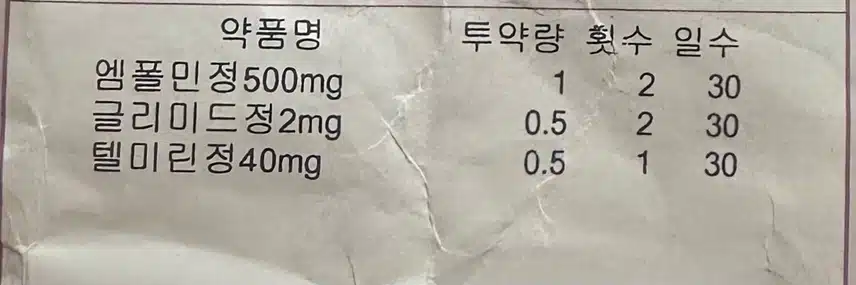 약품명 투약량 횟수 일수
엠폴민정500mg 1 2 30
글리미드정2mg 0.5 2 30
텔미린정40mg 0.5 1 30